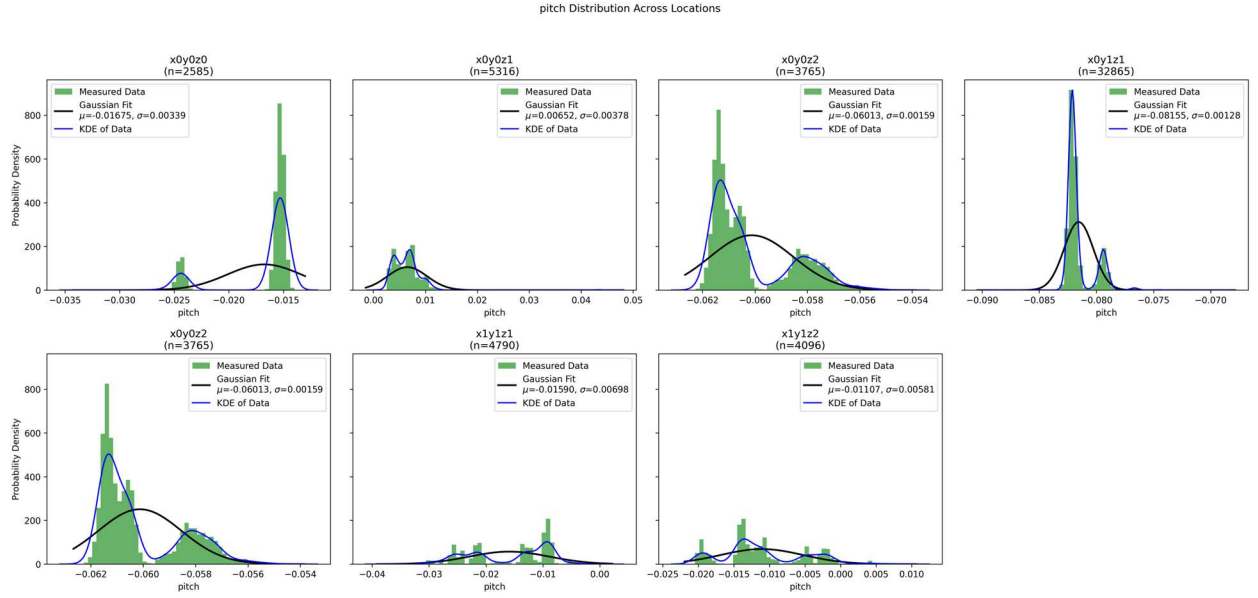 pitch Distribution Across Locations
x0y0z0
(n=2585)
Measured Data
Gaussian Fit
μ=-0.01675, σ=0.00339
KDE of Data
Probability Density
0
200
400
600
800
−0.035
−0.030
−0.025
−0.020
−0.015
pitch
x0y0z1
(n=5316)
Measured Data
Gaussian Fit
μ=0.00652, σ=0.00378
KDE of Data
0.00
0.01
0.02
0.03
0.04
0.05
pitch
x0y0z2
(n=3765)
Measured Data
Gaussian Fit
μ=-0.06013, σ=0.00159
KDE of Data
−0.062
−0.060
−0.058
−0.056
−0.054
pitch
x0y1z1
(n=32865)
Measured Data
Gaussian Fit
μ=-0.08155, σ=0.00128
KDE of Data
−0.090
−0.085
−0.080
−0.075
−0.070
pitch
x0y0z2
(n=3765)
Measured Data
Gaussian Fit
μ=-0.06013, σ=0.00159
KDE of Data
Probability Density
0
200
400
600
800
−0.062
−0.060
−0.058
−0.056
−0.054
pitch
x1y1z1
(n=4790)
Measured Data
Gaussian Fit
μ=-0.01590, σ=0.00698
KDE of Data
−0.04
−0.03
−0.02
−0.01
0.00
pitch
x1y1z2
(n=4096)
Measured Data
Gaussian Fit
μ=-0.01107, σ=0.00581
KDE of Data
−0.025
−0.020
−0.015
−0.010
−0.005
0.000
0.005
0.010
pitch